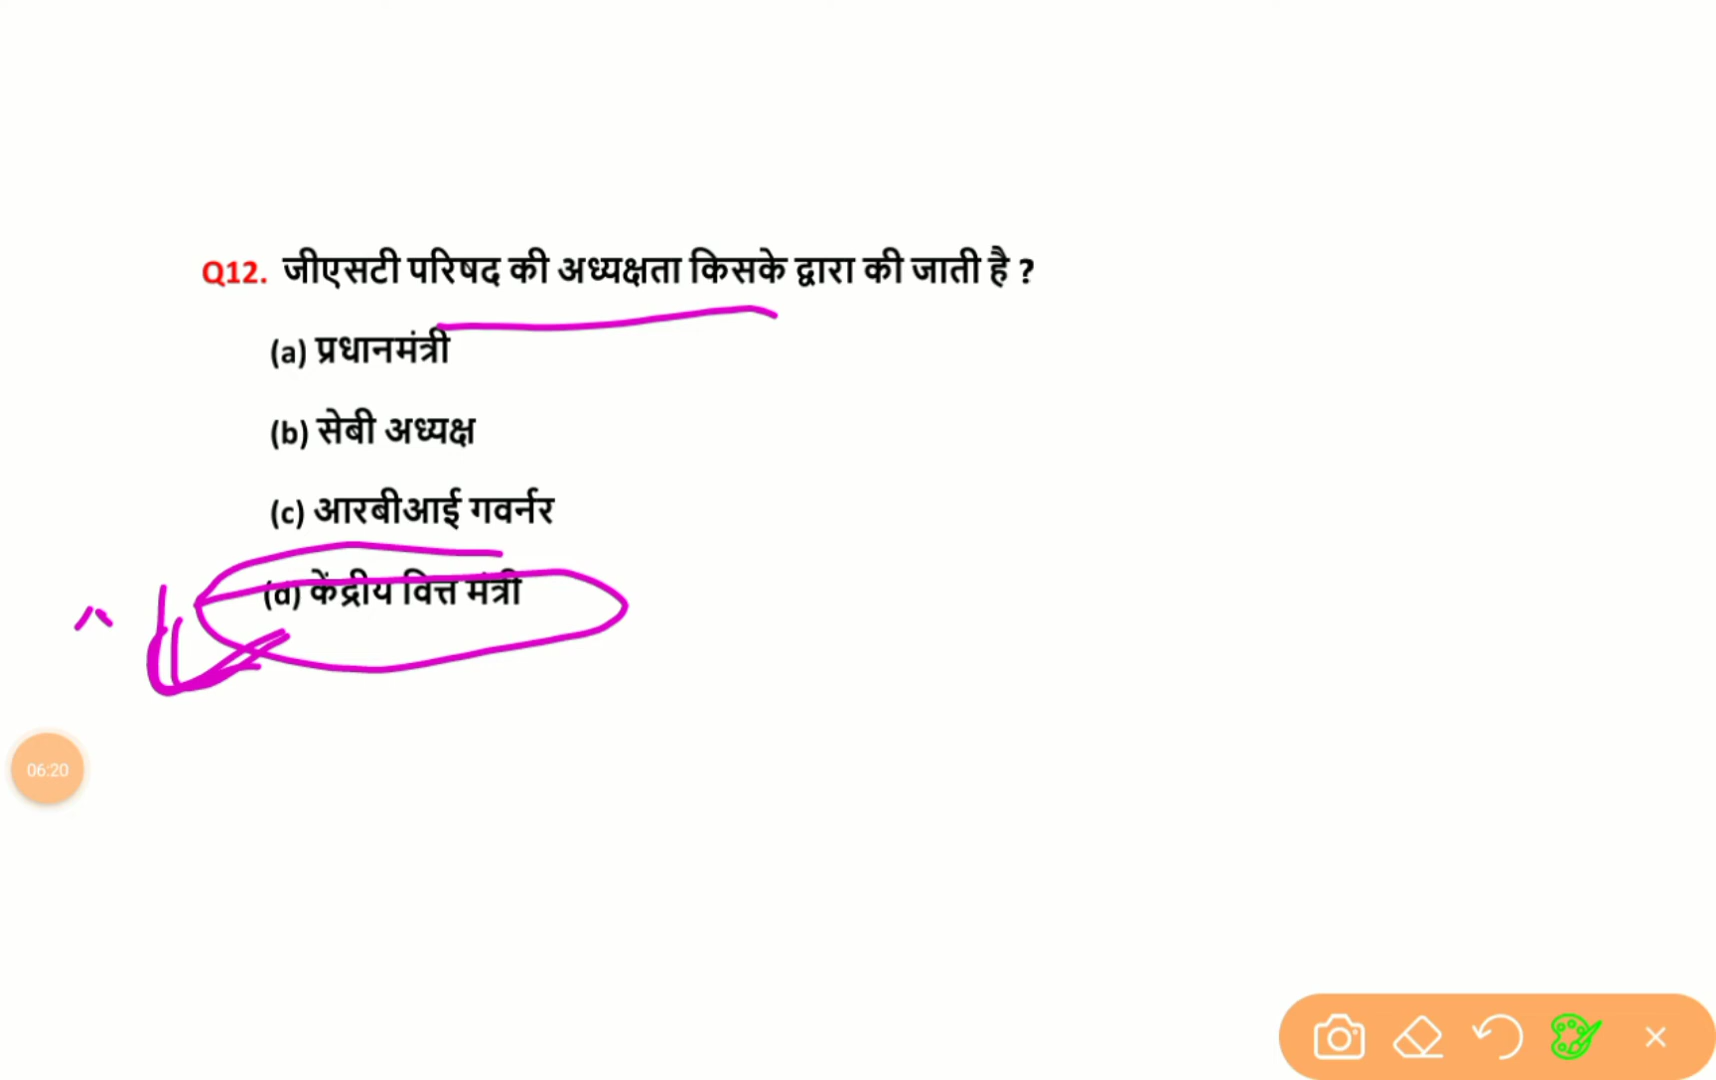 Q12. जीएसटी परिषद की अध्यक्षता किसके द्वारा की जाती है ?
(a) प्रधानमंत्री
(b) सेबी अध्यक्ष
(c) आरबीआई गवर्नर
(d) केंद्रीय वित्त मंत्री
06:20